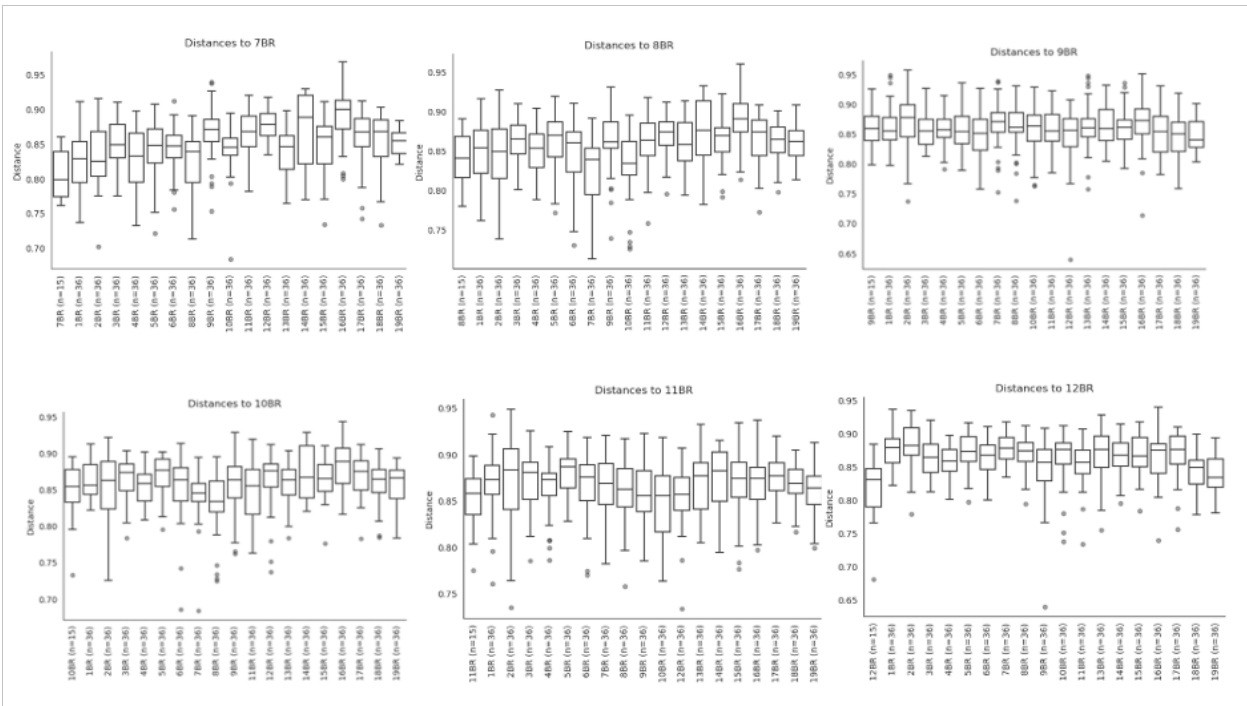 Distances to 7BR
Distance
0.95
0.90
0.85
0.80
0.75
0.70
7BR (n=15)
1BR (n=36)
2BR (n=36)
3BR (n=36)
4BR (n=36)
5BR (n=36)
6BR (n=36)
8BR (n=36)
9BR (n=36)
10BR (n=36)
11BR (n=36)
12BR (n=36)
13BR (n=36)
14BR (n=36)
15BR (n=36)
16BR (n=36)
17BR (n=36)
18BR (n=36)
19BR (n=36)
Distances to 8BR
Distance
0.95
0.90
0.85
0.80
0.75
8BR (n=15)
1BR (n=36)
2BR (n=36)
3BR (n=36)
4BR (n=36)
5BR (n=36)
6BR (n=36)
7BR (n=36)
9BR (n=36)
10BR (n=36)
11BR (n=36)
12BR (n=36)
13BR (n=36)
14BR (n=36)
15BR (n=36)
16BR (n=36)
17BR (n=36)
18BR (n=36)
19BR (n=36)
Distances to 9BR
Distance
0.95
0.90
0.85
0.80
0.75
0.70
0.65
9BR (n=15)
1BR (n=36)
2BR (n=36)
3BR (n=36)
4BR (n=36)
5BR (n=36)
6BR (n=36)
7BR (n=36)
8BR (n=36)
10BR (n=36)
11BR (n=36)
12BR (n=36)
13BR (n=36)
14BR (n=36)
15BR (n=36)
16BR (n=36)
17BR (n=36)
18BR (n=36)
19BR (n=36)
Distances to 10BR
Distance
0.95
0.90
0.85
0.80
0.75
0.70
10BR (n=15)
1BR (n=36)
2BR (n=36)
3BR (n=36)
4BR (n=36)
5BR (n=36)
6BR (n=36)
7BR (n=36)
8BR (n=36)
9BR (n=36)
11BR (n=36)
12BR (n=36)
13BR (n=36)
14BR (n=36)
15BR (n=36)
16BR (n=36)
17BR (n=36)
18BR (n=36)
19BR (n=36)
Distances to 11BR
Distance
0.95
0.90
0.85
0.80
0.75
11BR (n=15)
1BR (n=36)
2BR (n=36)
3BR (n=36)
4BR (n=36)
5BR (n=36)
6BR (n=36)
7BR (n=36)
8BR (n=36)
9BR (n=36)
10BR (n=36)
12BR (n=36)
13BR (n=36)
14BR (n=36)
15BR (n=36)
16BR (n=36)
17BR (n=36)
18BR (n=36)
19BR (n=36)
Distances to 12BR
Distance
0.95
0.90
0.85
0.80
0.75
0.70
0.65
12BR (n=15)
1BR (n=36)
2BR (n=36)
3BR (n=36)
4BR (n=36)
5BR (n=36)
6BR (n=36)
7BR (n=36)
8BR (n=36)
9BR (n=36)
10BR (n=36)
11BR (n=36)
13BR (n=36)
14BR (n=36)
15BR (n=36)
16BR (n=36)
17BR (n=36)
18BR (n=36)
19BR (n=36)